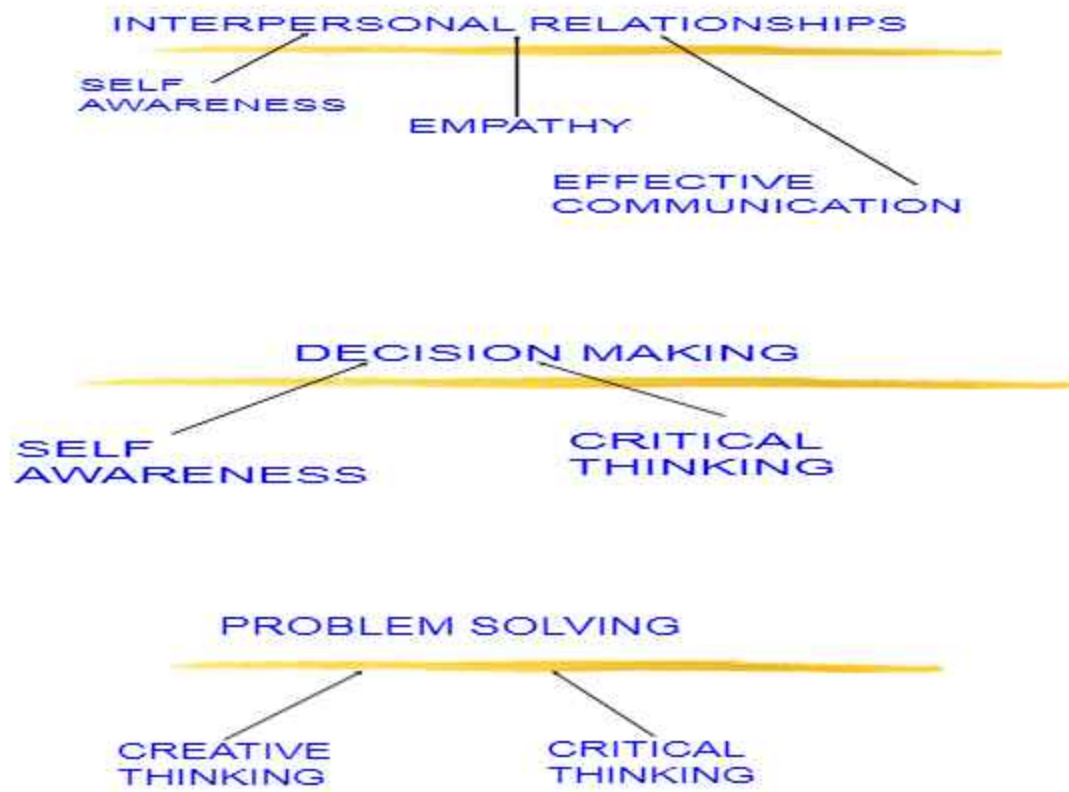 INTERPERSONAL RELATIONSHIPS
SELF
AWARENESS
EMPATHY
EFFECTIVE
COMMUNICATION
DECISION MAKING
SELF
AWARENESS
CRITICAL
THINKING
PROBLEM SOLVING
CREATIVE
THINKING
CRITICAL
THINKING